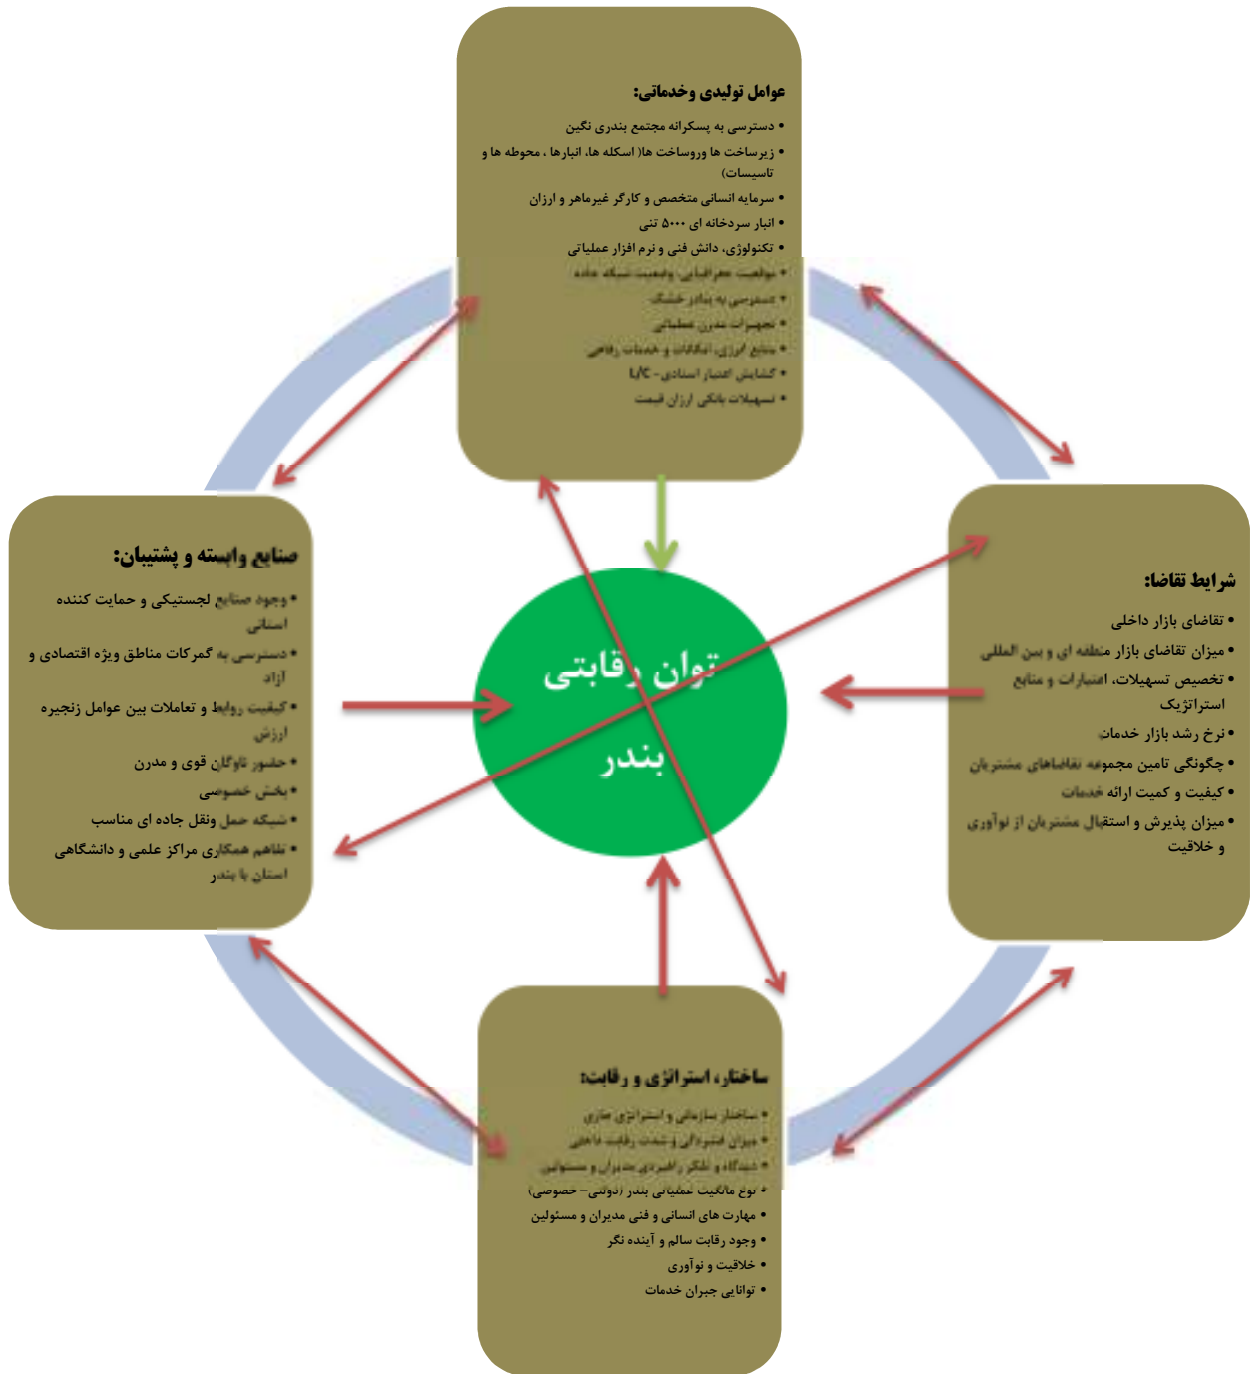 عوامل تولیدی وخدماتی:
• دسترسی به پسکرانه مجتمع بندری نگین
• زیرساخت ها وروساخت ها( اسکله ها، انبارها ، محوطه ها و
تاسیسات)
• سرمایه انسانی متخصص و کارگر غیرماهر و ارزان
• انبار سردخانه ای ۵۰۰۰ تنی
• تکنولوژی، دانش فنی و نرم افزار عملیاتی
• موقعیت جغرافیایی، وضعیت شبکه جاده
• دسترسی به بنادر خشک
• تجهیزات مدرن عملیاتی
• منابع انرژی، امکانات و خدمات رفاهی
• گشایش اعتبار اسنادی- L/C
• تسهیلات بانکی ارزان قیمت
شرایط تقاضا:
• تقاضای بازار داخلی
• میزان تقاضای بازار منطقه ای و بین المللی
• تخصیص تسهیلات، اعتبارات و منابع
استراتژیک
• نرخ رشد بازار خدمات
• چگونگی تامین مجموعه تقاضاهای مشتریان
• کیفیت و کمیت ارائه خدمات
• میزان پذیرش و استقبال مشتریان از نوآوری
و خلاقیت
توان رقابتی
بندر
صنایع وابسته و پشتیبان:
• وجود صنایع لجستیکی و حمایت کننده
استانی
• دسترسی به گمرکات مناطق ویژه اقتصادی و
آزاد
• کیفیت روابط و تعاملات بین عوامل زنجیره
ارزش
• حضور ناوگان قوی و مدرن
• بخش خصوصی
• شبکه حمل ونقل جاده ای مناسب
• تفاهم همکاری مراکز علمی و دانشگاهی
استان با بندر
ساختار، استراتژی و رقابت:
• ساختار سازمانی و استراتژی جاری
• میزان فشردگی و شدت رقابت داخلی
• دیدگاه و تفکر راهبردی مدیران و مسئولین
• نوع مالکیت عملیاتی بندر (دولتی- خصوصی)
• مهارت های انسانی و فنی مدیران و مسئولین
• وجود رقابت سالم و آینده نگر
• خلاقیت و نوآوری
• توانایی جبران خدمات